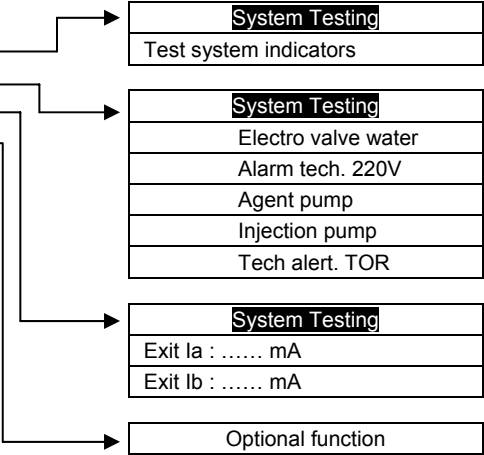 System Testing
Test system indicators
System Testing
Electro valve water
Alarm tech. 220V
Agent pump
Injection pump
Tech alert. TOR
System Testing
Exit Ia : …… mA
Exit Ib : …… mA
Optional function